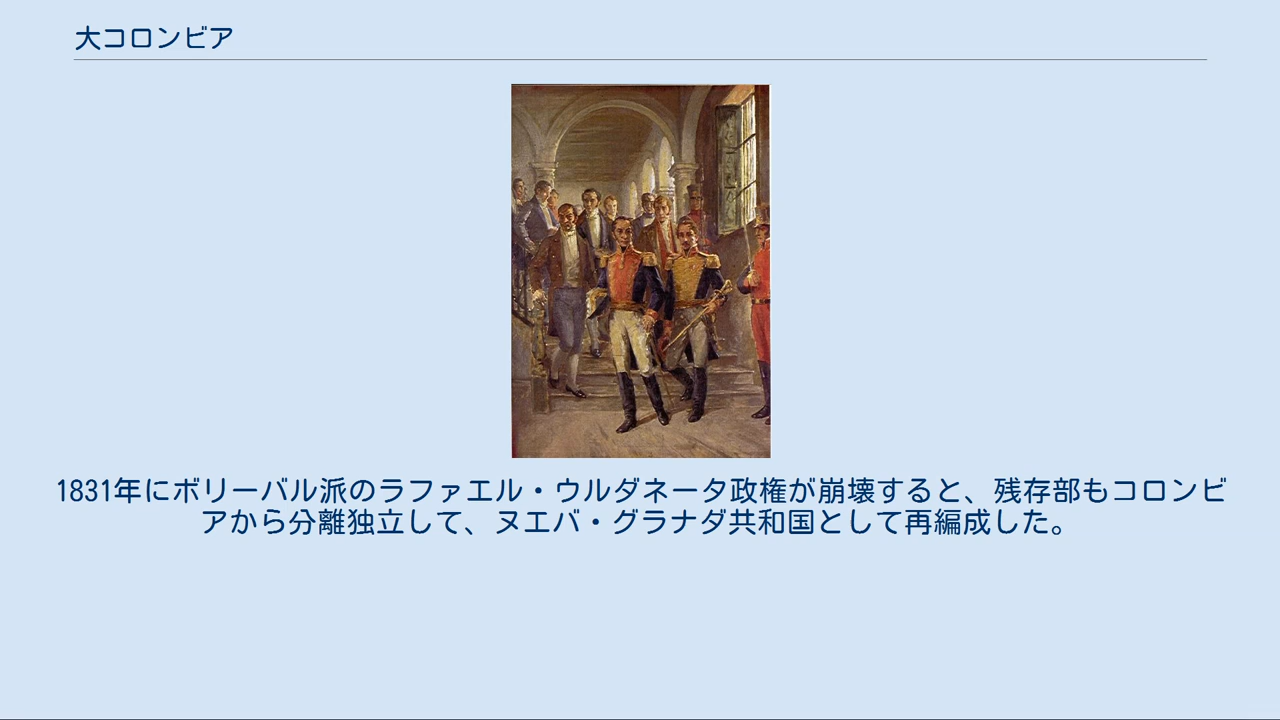 大コロンビア
1831年にボリーバル派のラファエル・ウルダネータ政権が崩壊すると、残存部もコロンビ
アから分離独立して、ヌエバ・グラナダ共和国として再編成した。